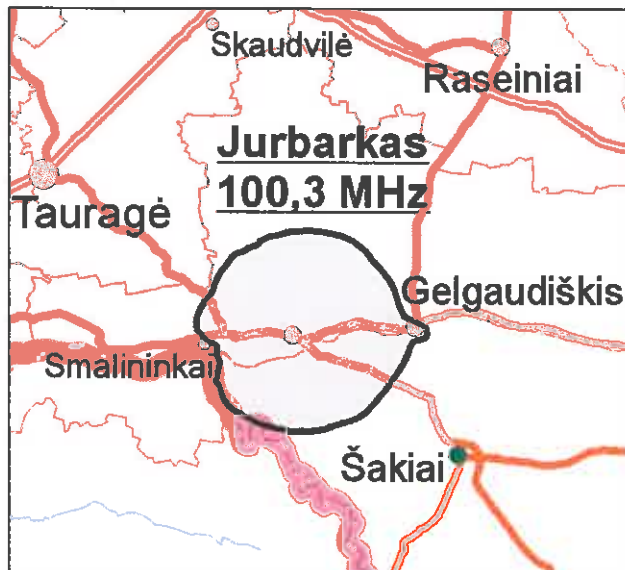 Skaudvilė
Raseiniai
Jurbarkas
100,3 MHz
Tauragė
Gelgaudiškis
Smalininkai
Šakiai